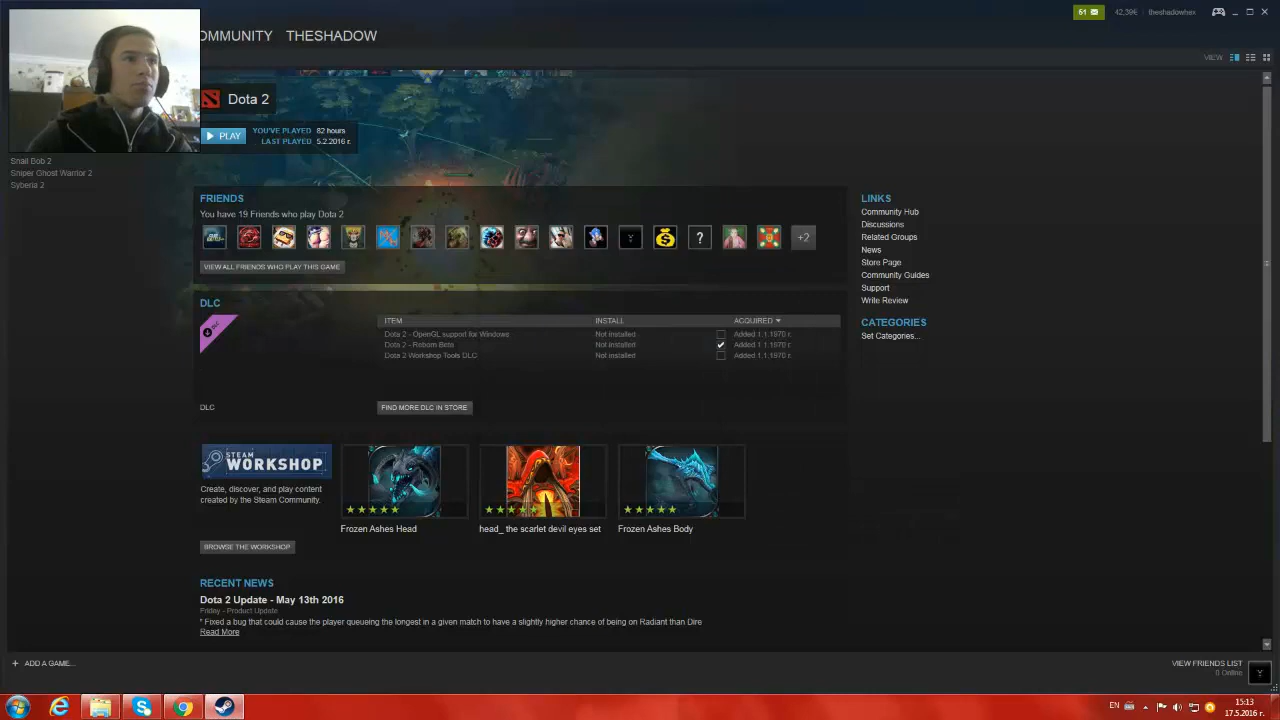 51
42,39€
theshadowhex
OMMUNITY THESHADOW
VIEW
Dota 2
PLAY
YOU'VE PLAYED 82 hours
LAST PLAYED 5.2.2016 г.
Snail Bob 2
Sniper Ghost Warrior 2
Syberia 2
FRIENDS
You have 19 Friends who play Dota 2
+2
VIEW ALL FRIENDS WHO PLAY THIS GAME
LINKS
Community Hub
Discussions
Related Groups
News
Store Page
Community Guides
Support
Write Review
CATEGORIES
Set Categories...
DLC
DLC
ITEM INSTALL ACQUIRED
Dota 2 - OpenGL support for Windows Not installed Added 1.1.1970 г.
Dota 2 - Reborn Beta Not installed Added 1.1.1970 г.
Dota 2 Workshop Tools DLC Not installed Added 1.1.1970 г.
DLC
FIND MORE DLC IN STORE
STEAM
WORKSHOP
Create, discover, and play content
created by the Steam Community.
Frozen Ashes Head
head_ the scarlet devil eyes set
Frozen Ashes Body
BROWSE THE WORKSHOP
RECENT NEWS
Dota 2 Update - May 13th 2016
Friday - Product Update
* Fixed a bug that could cause the player queueing the longest in a given match to have a slightly higher chance of being on Radiant than Dire
Read More
+ ADD A GAME...
VIEW FRIENDS LIST
0 Online
EN
15:13
17.5.2016 г.